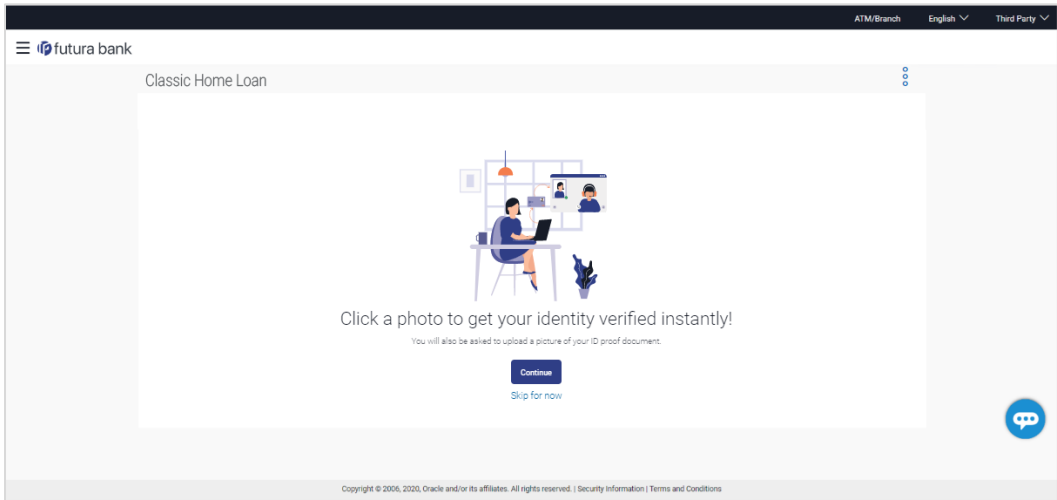 ATM/Branch English Third Party
futura bank
Classic Home Loan
Click a photo to get your identity verified instantly!
You will also be asked to upload a picture of your ID proof document.
Continue
Skip for now
Copyright © 2006, 2020, Oracle and/or its affiliates. All rights reserved. | Security Information | Terms and Conditions